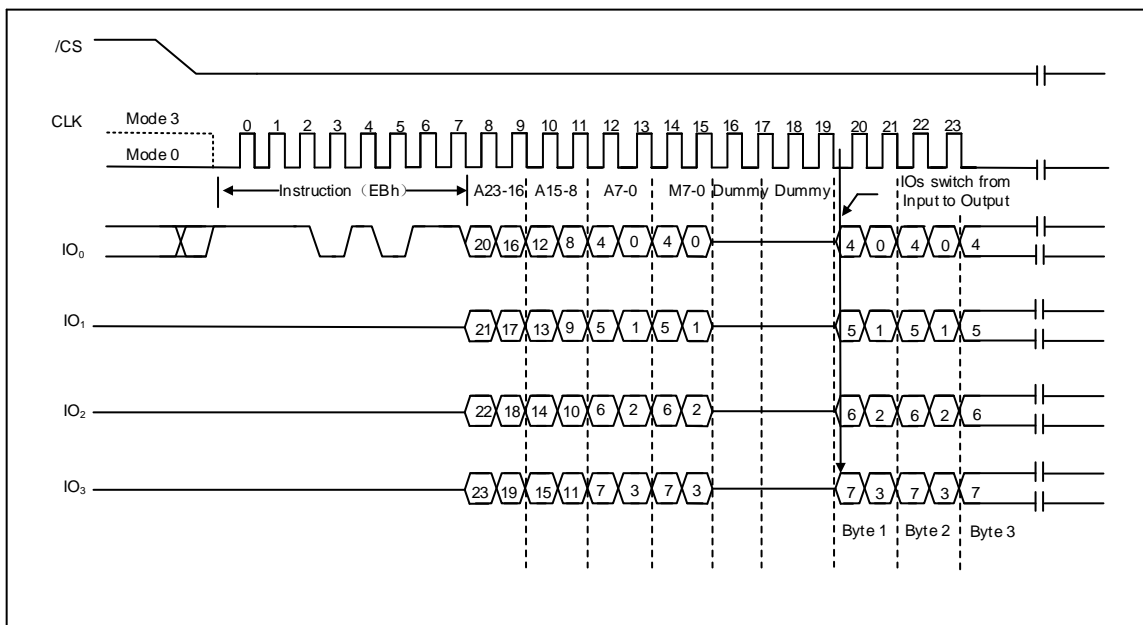 /CS
CLK Mode 3
Mode 0
0 1 2 3 4 5 6 7 8 9 10 11 12 13 14 15 16 17 18 19 20 21 22 23
Instruction（EBh） A23-16 A15-8 A7-0 M7-0 Dummy Dummy
IOs switch from
Input to Output
IO₀ 20 16 12 8 4 0 4 0 4 0 4 0 4
IO₁ 21 17 13 9 5 1 5 1 5 1 5 1 5
IO₂ 22 18 14 10 6 2 6 2 6 2 6 2 6
IO₃ 23 19 15 11 7 3 7 3 7 3 7 3 7
Byte 1 Byte 2 Byte 3